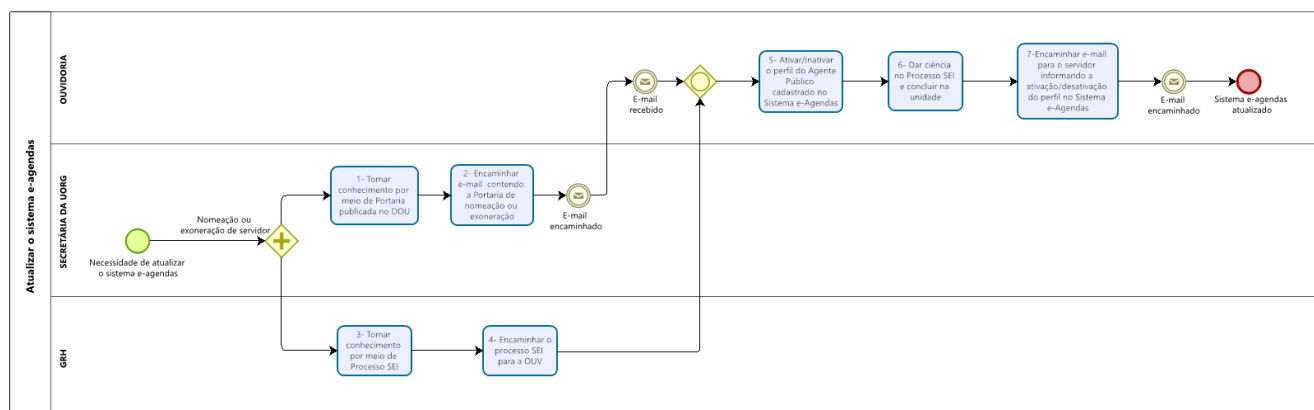 Atualizar o sistema e-agendas
OUVIDORIA
E-mail
recebido
5- Ativar/inativar
o perfil do Agente
Público
cadastrado no
Sistema e-Agendas
6- Dar ciência
no Processo SEI
e concluir na
unidade
7-Encaminhar e-mail
para o servidor
informando a
ativação/desativação
do perfil no Sistema
e-Agendas
E-mail
encaminhado
Sistema e-agendas
atualizado
SECRETÁRIA DA UORG
Necessidade de atualizar
o sistema e-agendas
Nomeação ou
exoneração de servidor
1- Tomar
conhecimento por
meio de Portaria
publicada no DOU
2- Encaminhar
e-mail contendo
a Portaria de
nomeação ou
exoneração
E-mail
encaminhado
GRH
3- Tomar
conhecimento
por meio de
Processo SEI
4- Encaminhar o
processo SEI
para a OUV